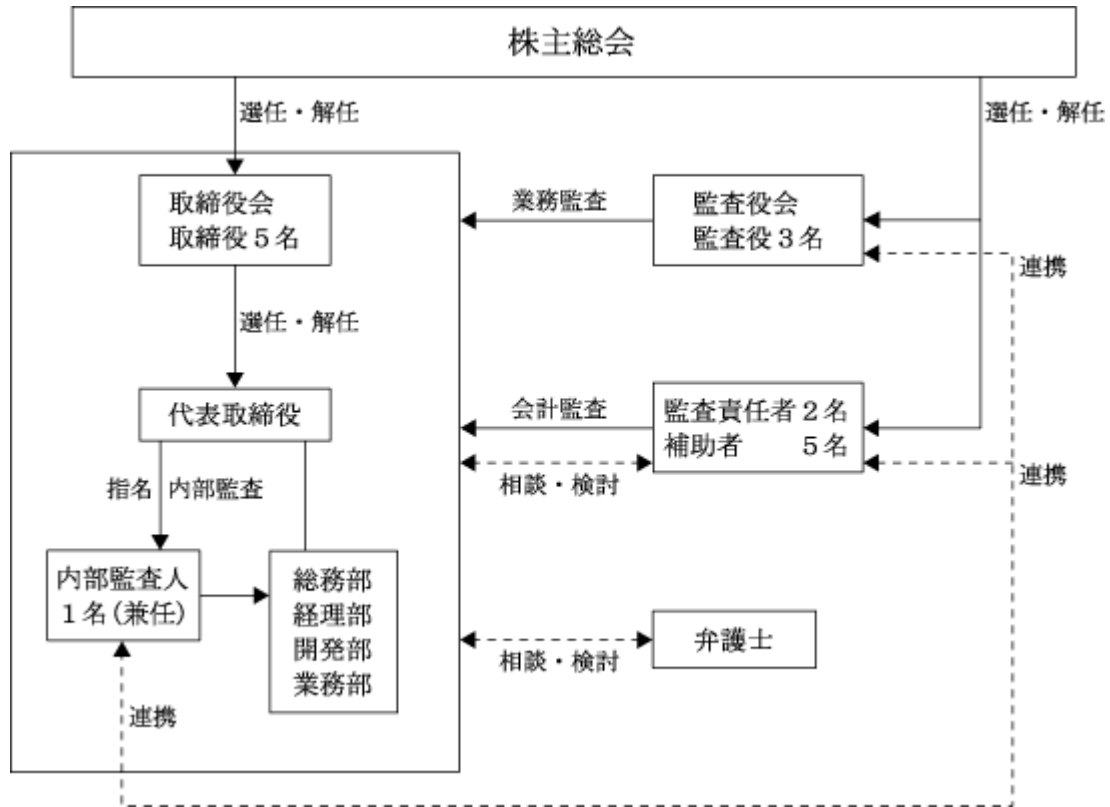 株主総会
選任・解任
選任・解任
取締役会
取締役5名
業務監査
監査役会
監査役3名
連携
選任・解任
代表取締役
会計監査
監査責任者2名
補助者　　5名
相談・検討
連携
指名
内部監査
内部監査人
1名(兼任)
総務部
経理部
開発部
業務部
相談・検討
弁護士
連携